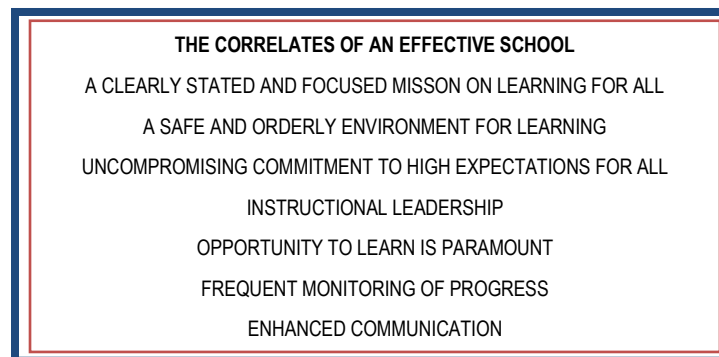 THE CORRELATES OF AN EFFECTIVE SCHOOL
A CLEARLY STATED AND FOCUSED MISSON ON LEARNING FOR ALL
A SAFE AND ORDERLY ENVIRONMENT FOR LEARNING
UNCOMPROMISING COMMITMENT TO HIGH EXPECTATIONS FOR ALL
INSTRUCTIONAL LEADERSHIP
OPPORTUNITY TO LEARN IS PARAMOUNT
FREQUENT MONITORING OF PROGRESS
ENHANCED COMMUNICATION